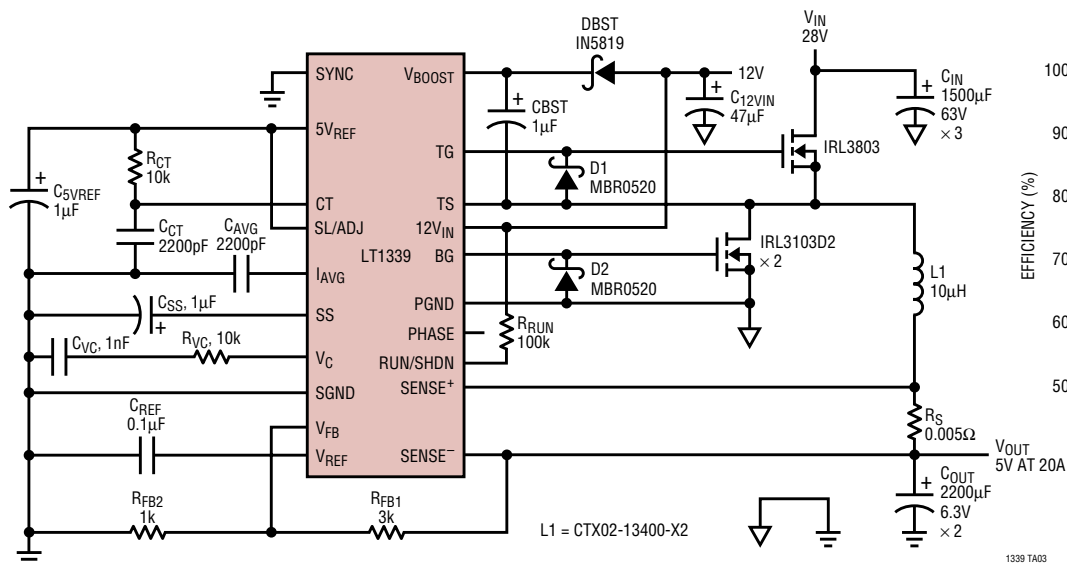 DBST
IN5819
VIN
28V
SYNC
VBOOST
12V
CBST
1µF
C12VIN
47µF
CIN
1500µF
63V
× 3
5VREF
RCT
10k
TG
D1
MBR0520
IRL3803
C5VREF
1µF
CT
TS
CCT
2200pF
CAVG
2200pF
SL/ADJ
12VIN
LT1339
BG
IRL3103D2
× 2
IAVG
D2
MBR0520
L1
10µH
CSS, 1µF
SS
PGND
PHASE
RRUN
100k
CVC, 1nF
RVC, 10k
VC
RUN/SHDN
SGND
SENSE+
CREF
0.1µF
VFB
VREF
SENSE–
RS
0.005Ω
VOUT
5V AT 20A
COUT
2200µF
6.3V
× 2
RFB2
1k
RFB1
3k
L1 = CTX02-13400-X2
1339 TA03
EFFICIENCY (%)
100
90
80
70
60
50
+
+
+
+
+
+